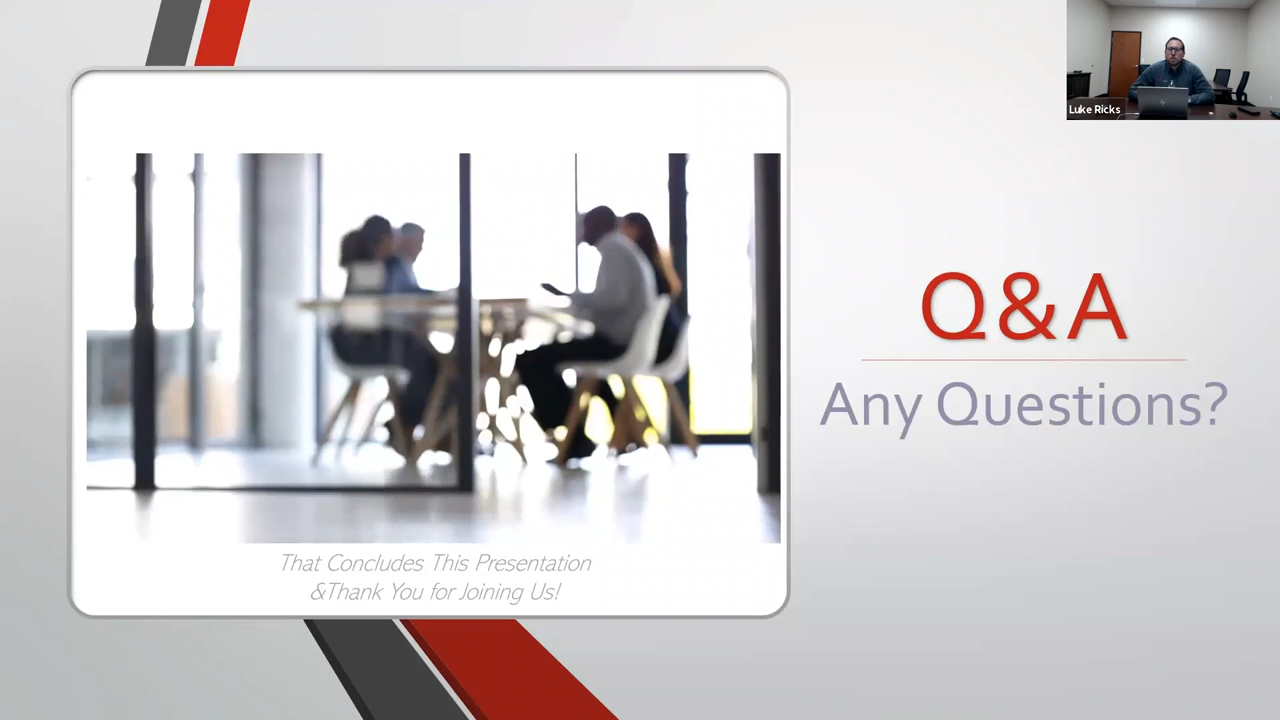 Luke Ricks
Q&A
Any Questions?
That Concludes This Presentation
&Thank You for Joining Us!